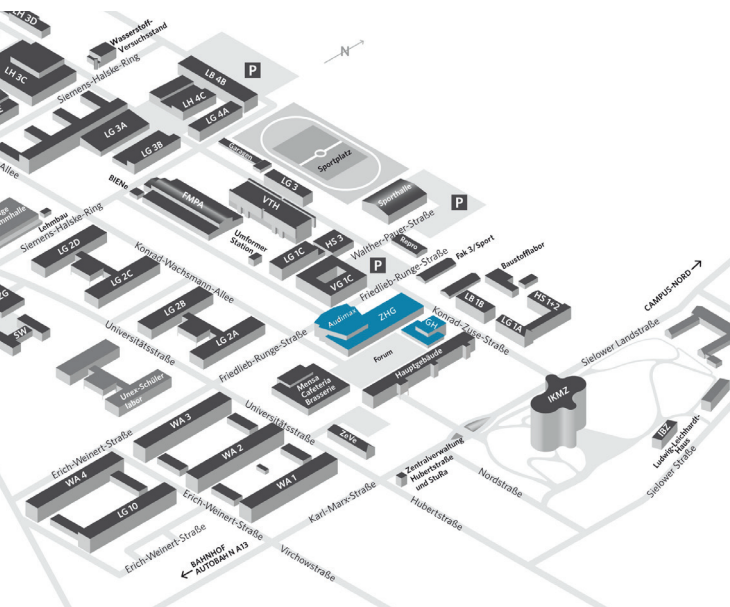 LH 3D
Wasserstoff-
Versuchsstand
LH 3C
Siemens-Halske-Ring
LB 4B
P
LH 4C
LG 4A
LG 3A
LG 3B
N
Garagen
Sportplatz
Allee
BIENe
FMPA
LG 3
VTH
Sporthalle
P
Walther-Pauer-Straße
Lehmbau
Siemens-Halske-Ring
LG 2D
LG 2C
Umformer
Station
LG 1C
HS 3
VG 1C
P
Repro
Fak 3/Sport
Baustofflabor
Friedlieb-Runge-Straße
LB 1B
HS 1+2
LG 1A
CAMPUS-NORD
Konrad-Wachsmann-Allee
LG 2B
LG 2A
SW
Universitätsstraße
Audimax
ZHG
GH
Konrad-Zuse-Straße
Sielower Landstraße
Friedlieb-Runge-Straße
Forum
Hauptgebäude
Unex-Schüler
labor
Mensa
Cafeteria
Brasserie
IKMZ
WA 3
Universitätsstraße
ZeVe
IBZ
Ludwig-Leichhardt-
Haus
Erich-Weinert-Straße
WA 2
WA 4
WA 1
Zentralverwaltung
Hubertstraße
und StuRa
Nordstraße
Sielower Straße
LG 10
Erich-Weinert-Straße
Karl-Marx-Straße
Hubertstraße
Erich-Weinert-Straße
BAHNHOF
AUTOBAHN A13
Virchowstraße